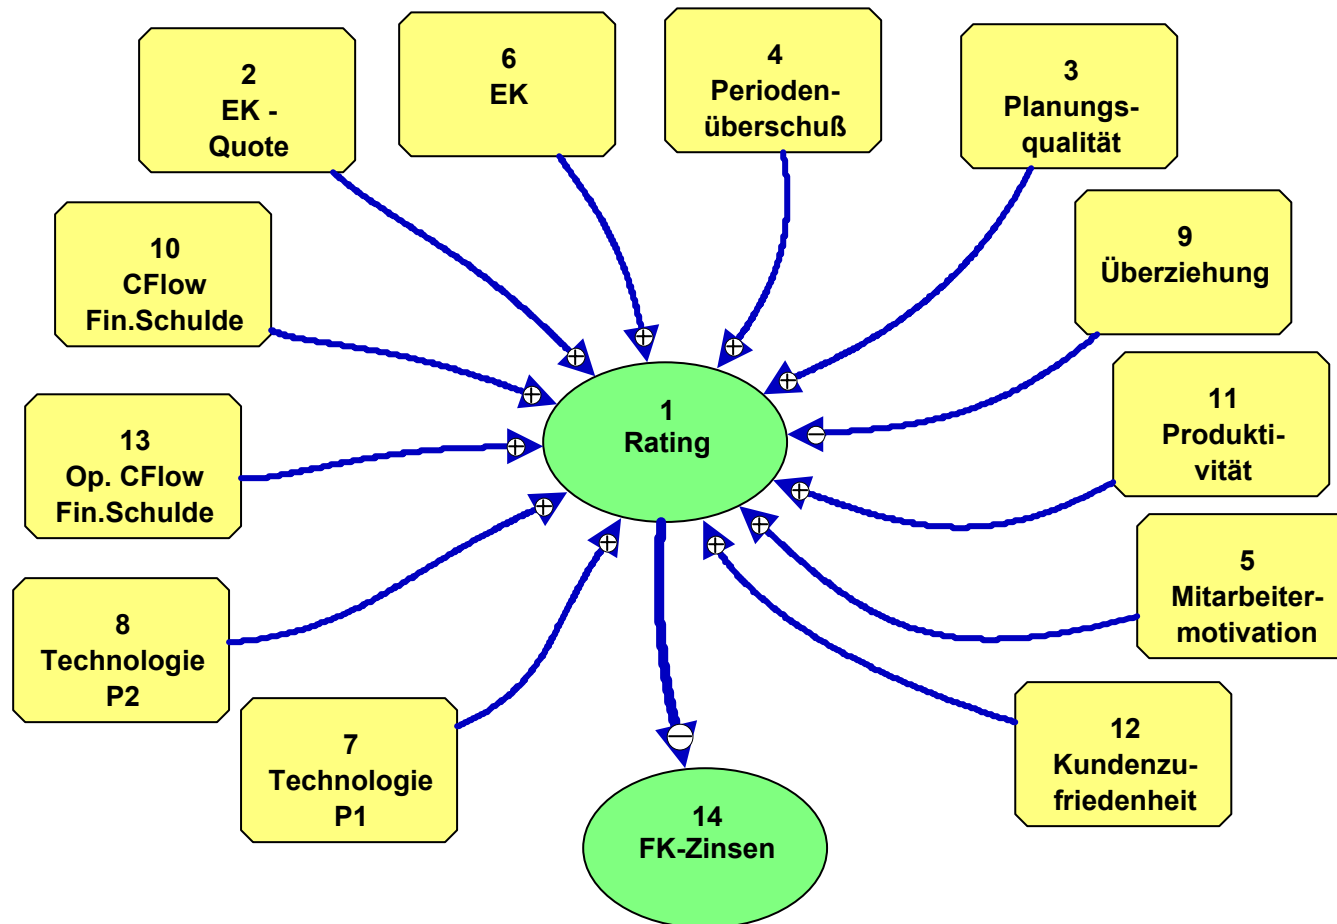 2
EK -
Quote
6
EK
4
Perioden-
überschuß
3
Planungs-
qualität
10
CFlow
Fin.Schulde
9
Überziehung
1
Rating
13
Op. CFlow
Fin.Schulde
11
Produkti-
vität
8
Technologie
P2
5
Mitarbeiter-
motivation
7
Technologie
P1
12
Kundenzu-
friedenheit
14
FK-Zinsen